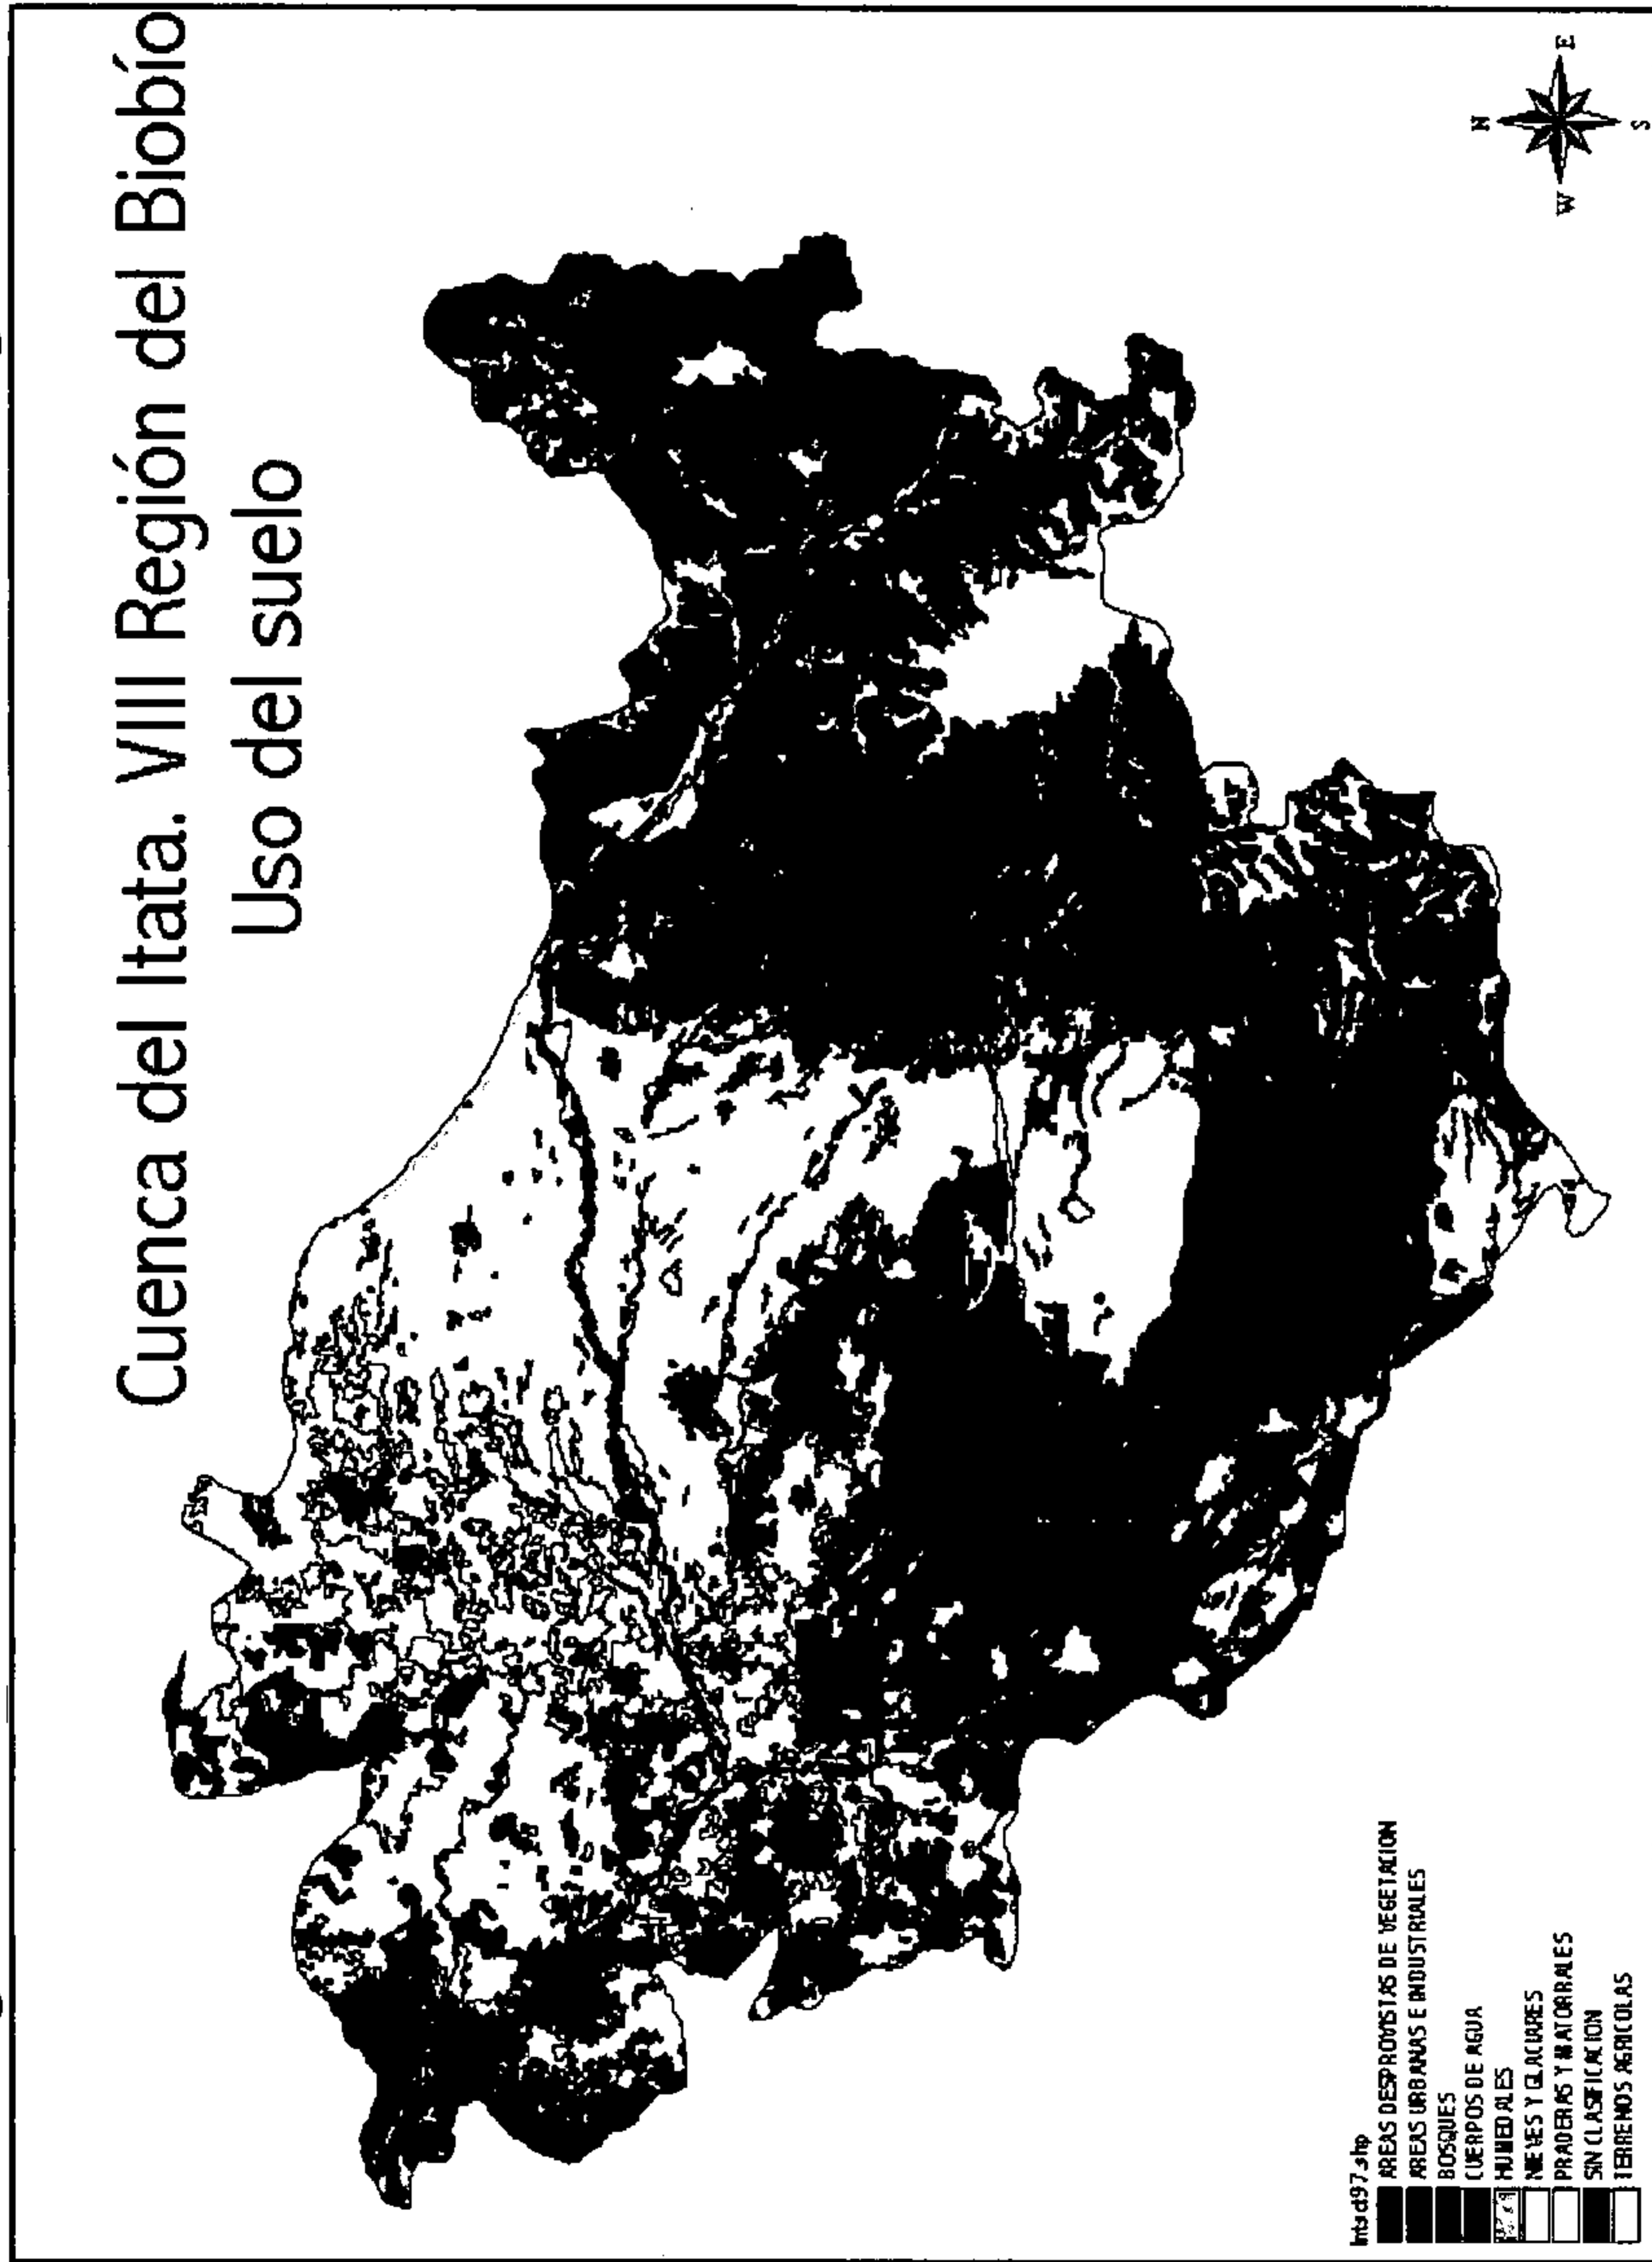 Cuenca del Itata. VIII Región del Biobío
Uso del suelo
N
W
E
S
AREAS DESPROVISTAS DE VEGETACION
AREAS URBANAS E INDUSTRIALES
BOSQUES
CUERPOS DE AGUA
HUMEDALES
NIEVES Y GLACIARES
PRADERAS Y MATORRALES
SIN CLASIFICACION
TERRENOS AGRICOLAS